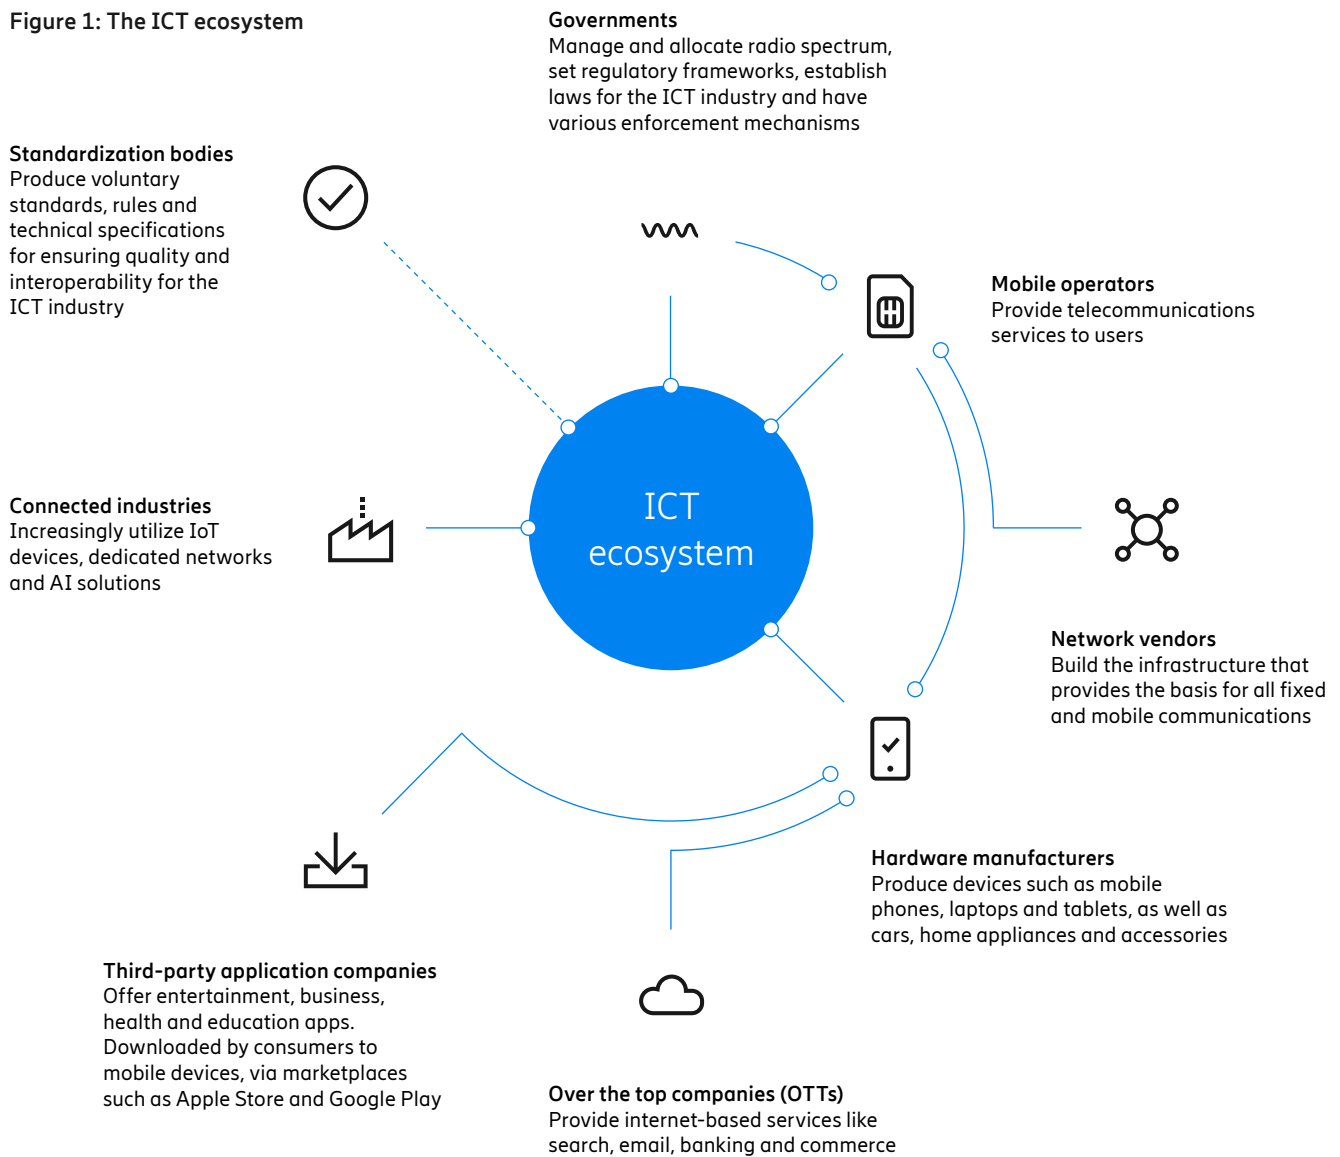 Figure 1: The ICT ecosystem
Governments
Manage and allocate radio spectrum,
set regulatory frameworks, establish
laws for the ICT industry and have
various enforcement mechanisms
Standardization bodies
Produce voluntary
standards, rules and
technical specifications
for ensuring quality and
interoperability for the
ICT industry
Mobile operators
Provide telecommunications
services to users
Connected industries
Increasingly utilize IoT
devices, dedicated networks
and AI solutions
ICT
ecosystem
Network vendors
Build the infrastructure that
provides the basis for all fixed
and mobile communications
Hardware manufacturers
Produce devices such as mobile
phones, laptops and tablets, as well as
cars, home appliances and accessories
Third-party application companies
Offer entertainment, business,
health and education apps.
Downloaded by consumers to
mobile devices, via marketplaces
such as Apple Store and Google Play
Over the top companies (OTTs)
Provide internet-based services like
search, email, banking and commerce